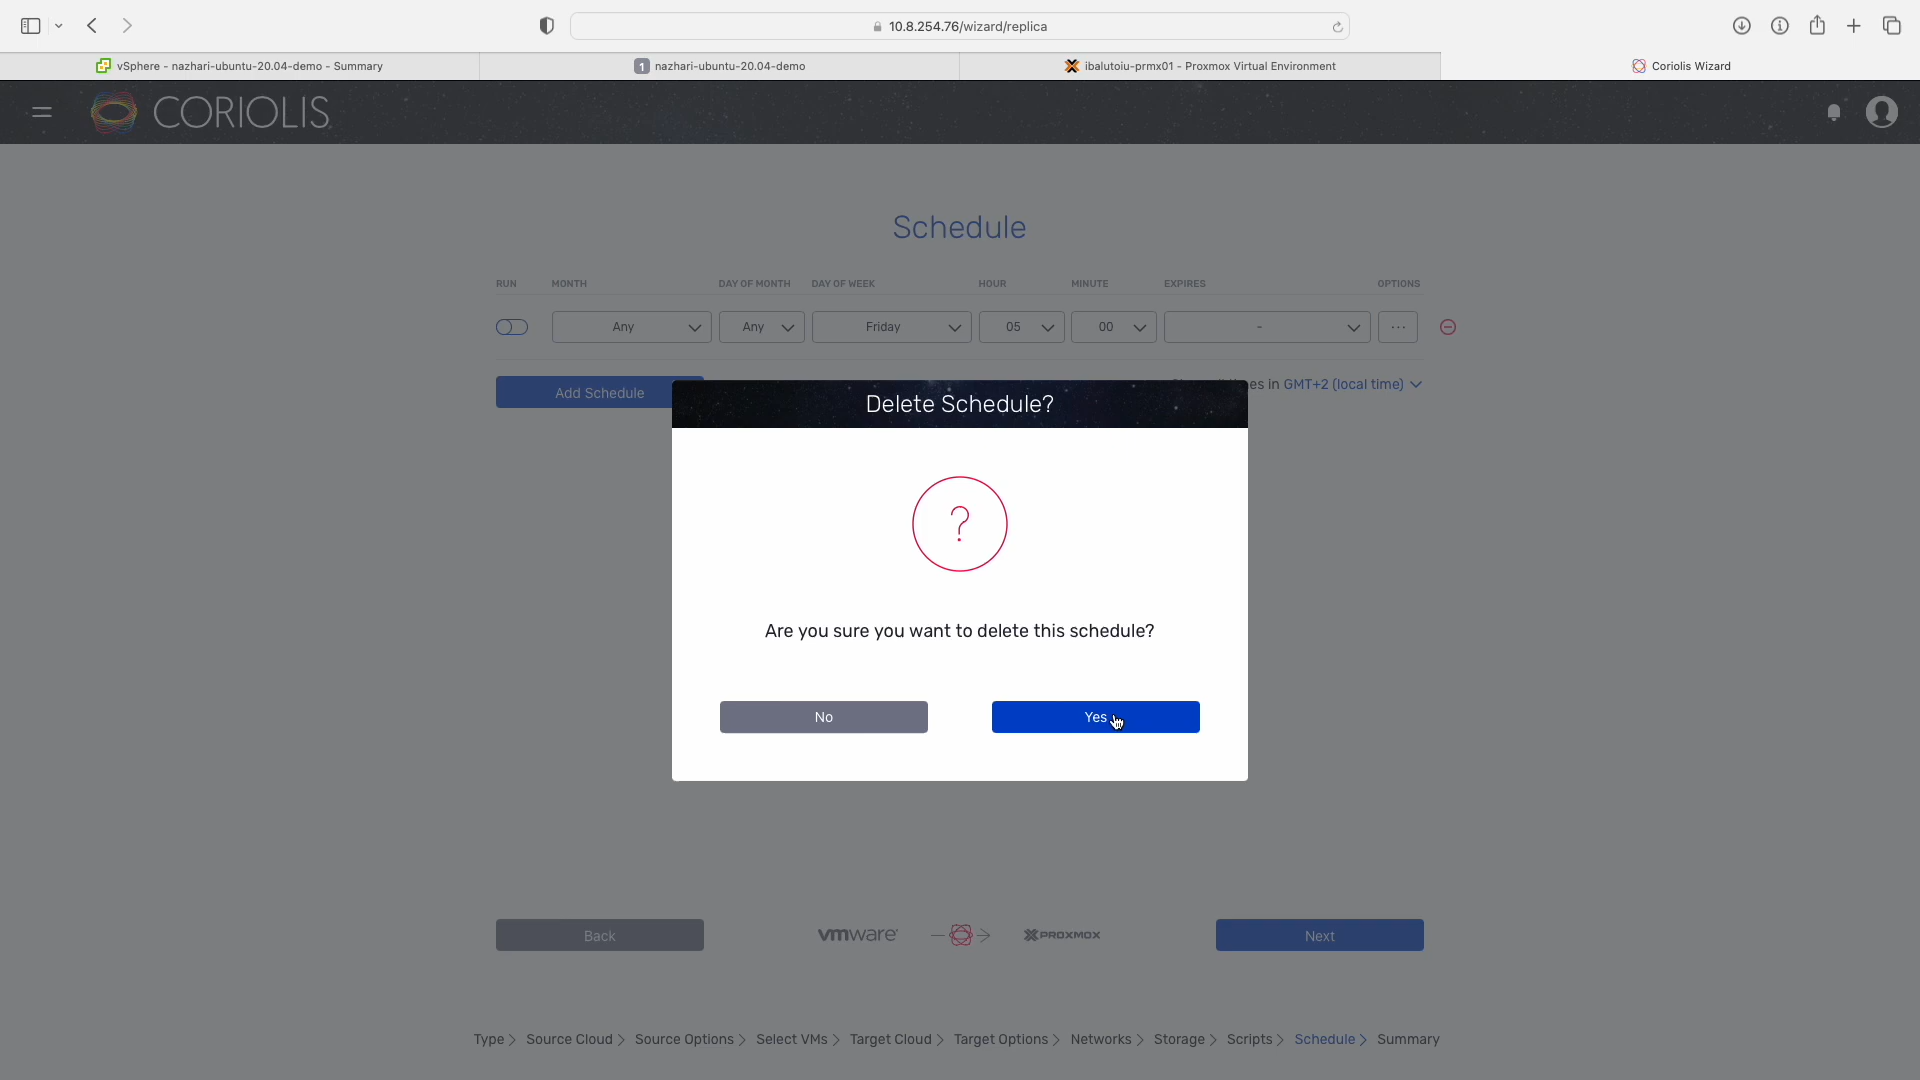 10.8.254.76/wizard/replica
vSphere - nazhari-ubuntu-20.04-demo - Summary
1 nazhari-ubuntu-20.04-demo
ibalutoiu-prmx01 - Proxmox Virtual Environment
Coriolis Wizard
CORIOLIS
Schedule
RUN MONTH DAY OF MONTH DAY OF WEEK HOUR MINUTE EXPIRES OPTIONS
Any Any Friday 05 00 - ...
Add Schedule
in GMT+2 (local time)
Delete Schedule?
?
Are you sure you want to delete this schedule?
No Yes
Back vmware PROXMOX Next
Type > Source Cloud > Source Options > Select VMs > Target Cloud > Target Options > Networks > Storage > Scripts > Schedule > Summary